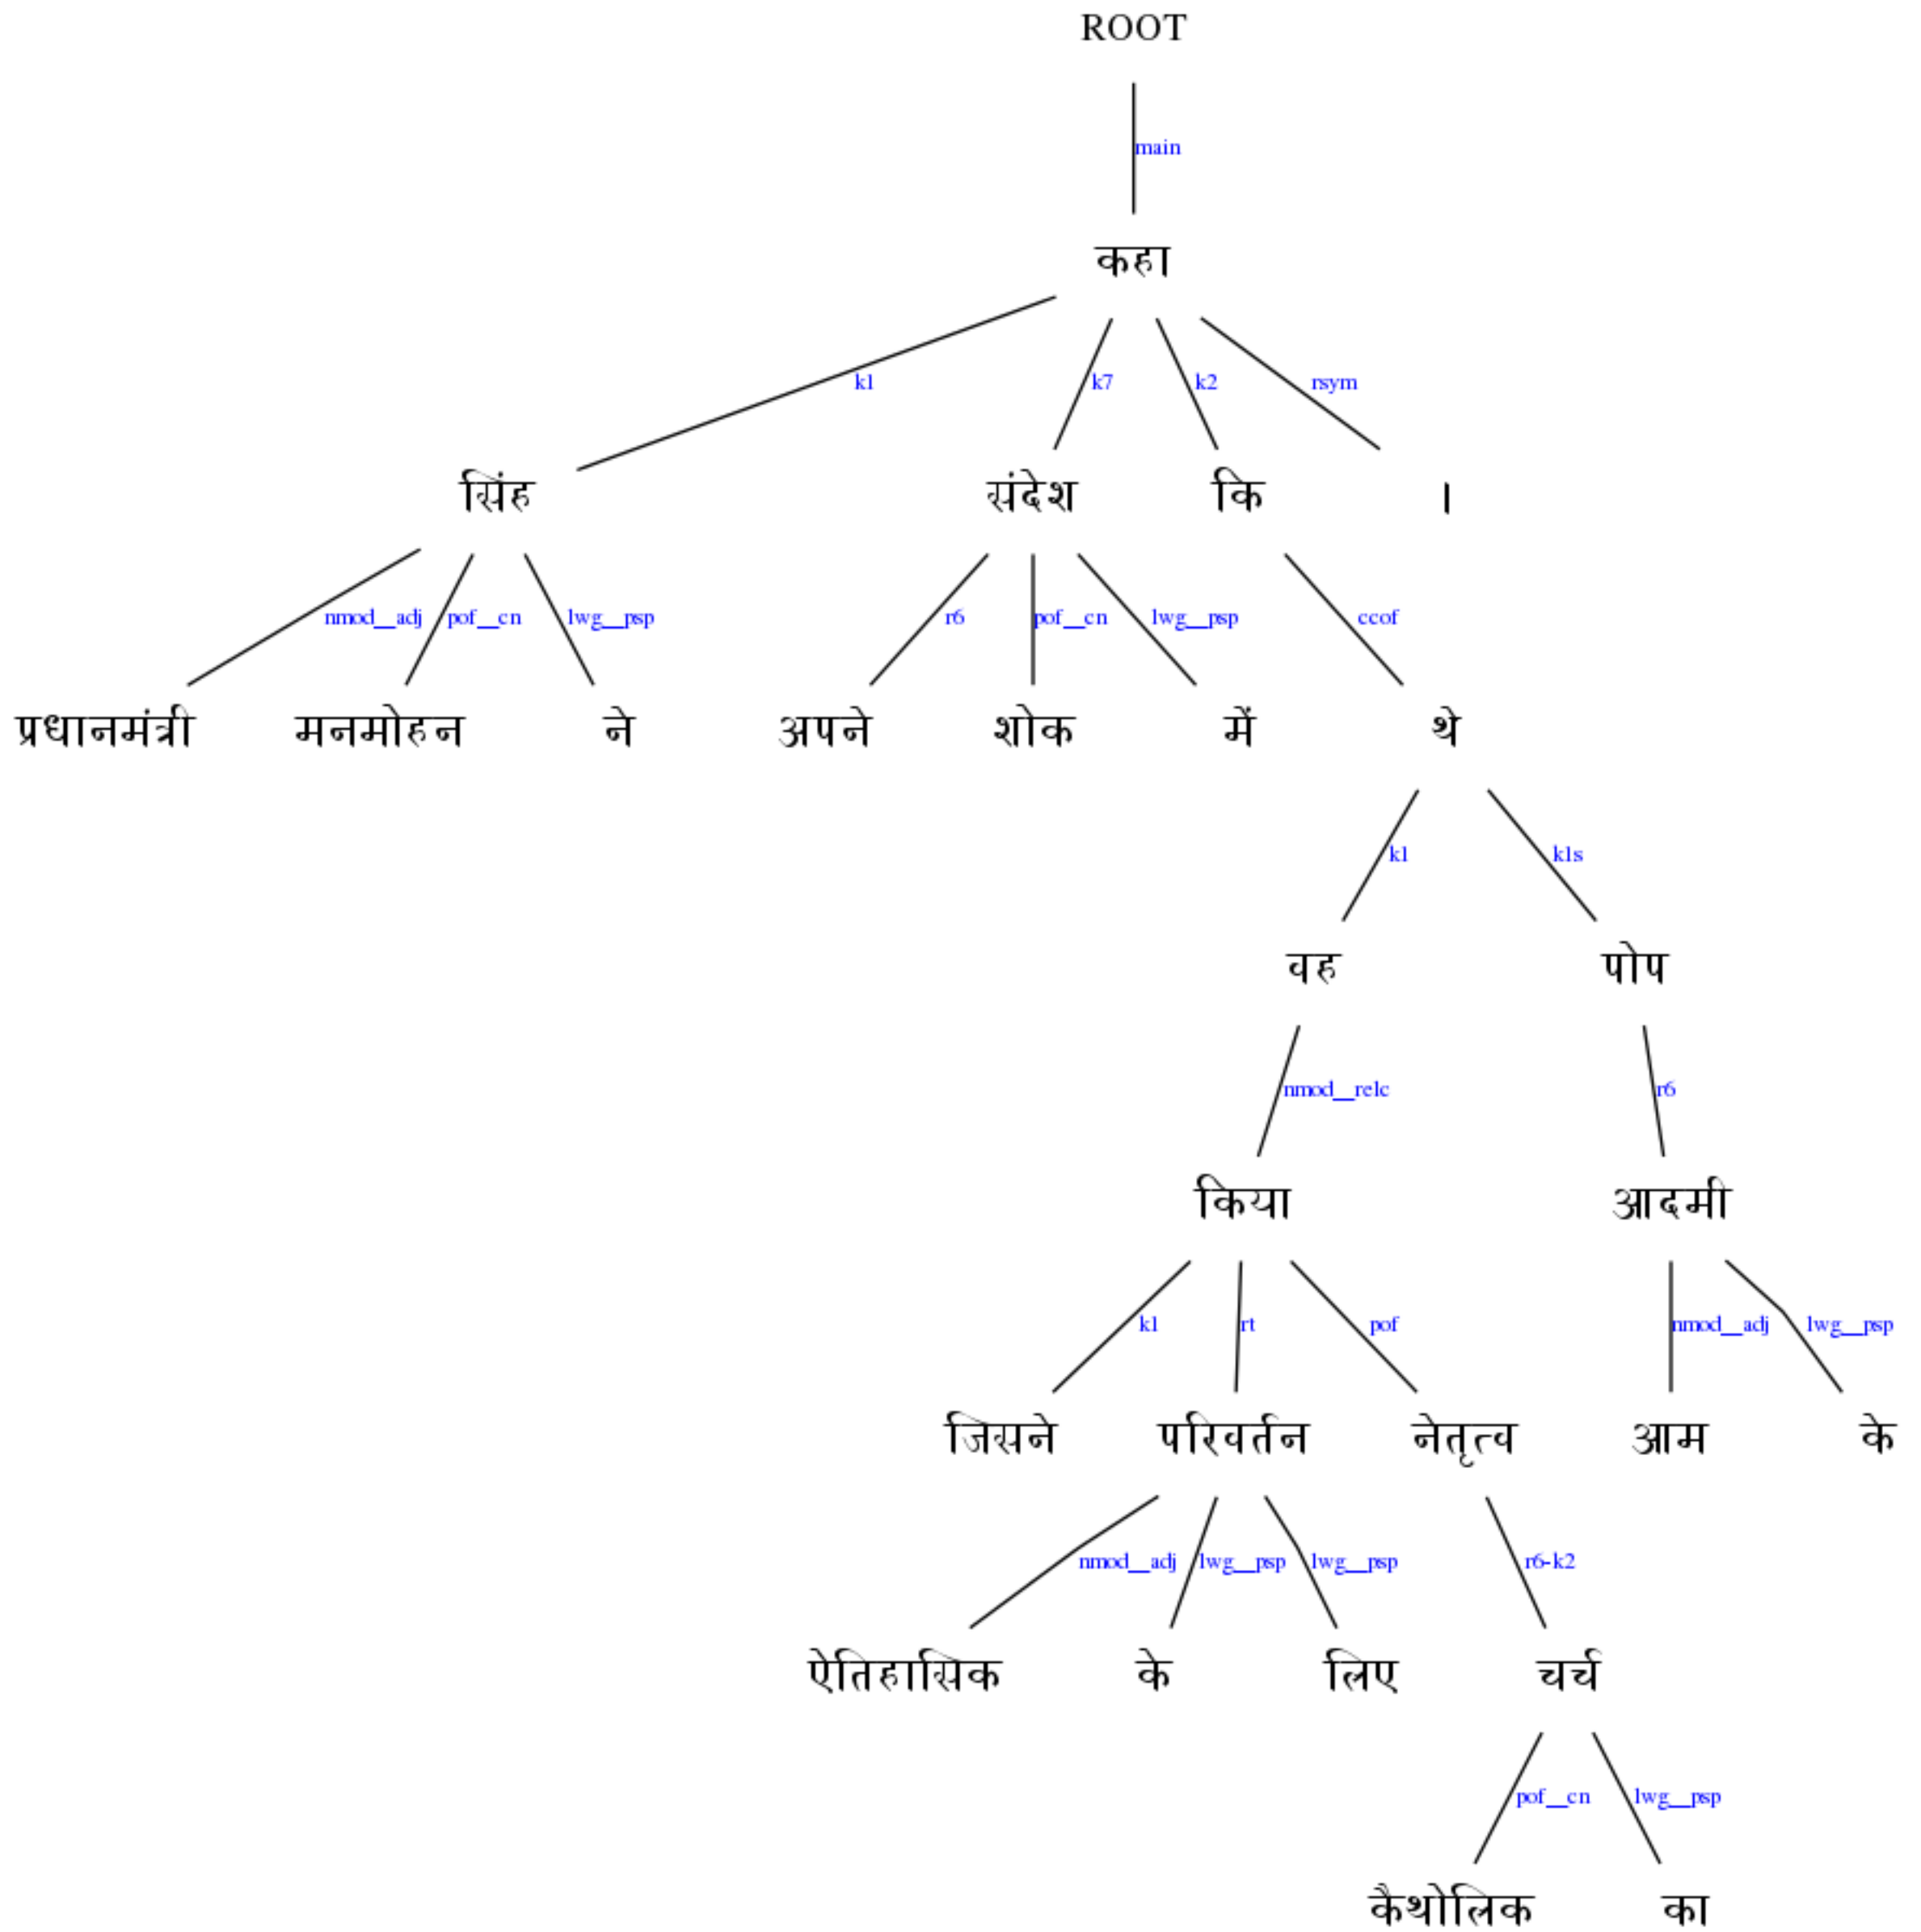 ROOT
main
कहा
k1 k7 k2 rsym
सिंह संदेश कि ।
nmod__adj pof__cn lwg__psp r6 pof__cn lwg__psp ccof
प्रधानमंत्री मनमोहन ने अपने शोक में थे
k1 k1s
वह पोप
nmod__relc r6
किया आदमी
k1 rt pof nmod__adj lwg__psp
जिसने परिवर्तन नेतृत्व आम के
nmod__adj lwg__psp lwg__psp r6-k2
ऐतिहासिक के लिए चर्च
pof__cn lwg__psp
कैथोलिक का